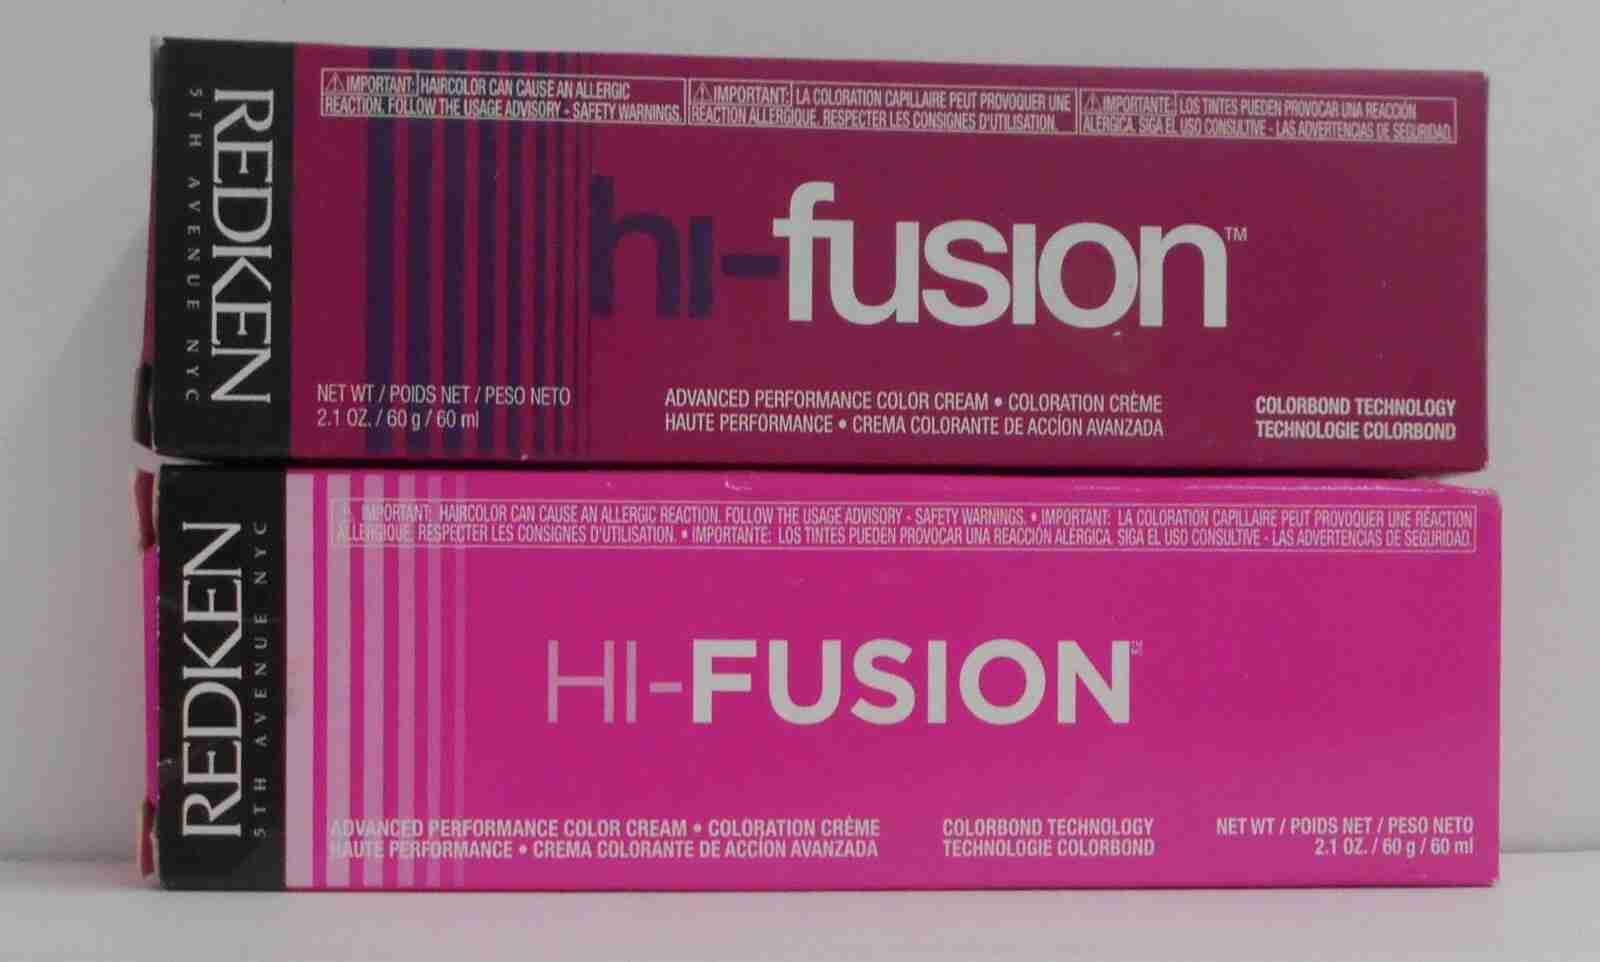 REDKEN
5TH AVENUE NYC
⚠ IMPORTANT: HAIRCOLOR CAN CAUSE AN ALLERGIC
REACTION. FOLLOW THE USAGE ADVISORY - SAFETY WARNINGS.
⚠ IMPORTANT: LA COLORATION CAPILLAIRE PEUT PROVOQUER UNE
RÉACTION ALLERGIQUE. RESPECTER LES CONSIGNES D'UTILISATION.
⚠ IMPORTANTE: LOS TINTES PUEDEN PROVOCAR UNA REACCIÓN
ALÉRGICA. SIGA EL USO CONSULTIVE - LAS ADVERTENCIAS DE SEGURIDAD.
hi-fusion™
NET WT / POIDS NET / PESO NETO
2.1 OZ. / 60 g / 60 ml
ADVANCED PERFORMANCE COLOR CREAM • COLORATION CRÈME
HAUTE PERFORMANCE • CREMA COLORANTE DE ACCÍON AVANZADA
COLORBOND TECHNOLOGY
TECHNOLOGIE COLORBOND
REDKEN
5TH AVENUE NYC
⚠ IMPORTANT: HAIRCOLOR CAN CAUSE AN ALLERGIC REACTION. FOLLOW THE USAGE ADVISORY - SAFETY WARNINGS. • IMPORTANT: LA COLORATION CAPILLAIRE PEUT PROVOQUER UNE RÉACTION
ALLERGIQUE. RESPECTER LES CONSIGNES D'UTILISATION. • IMPORTANTE: LOS TINTES PUEDEN PROVOCAR UNA REACCIÓN ALÉRGICA. SIGA EL USO CONSULTIVE - LAS ADVERTENCIAS DE SEGURIDAD.
HI-FUSION™
ADVANCED PERFORMANCE COLOR CREAM • COLORATION CRÈME
HAUTE PERFORMANCE • CREMA COLORANTE DE ACCÍON AVANZADA
COLORBOND TECHNOLOGY
TECHNOLOGIE COLORBOND
NET WT / POIDS NET / PESO NETO
2.1 OZ. / 60 g / 60 ml